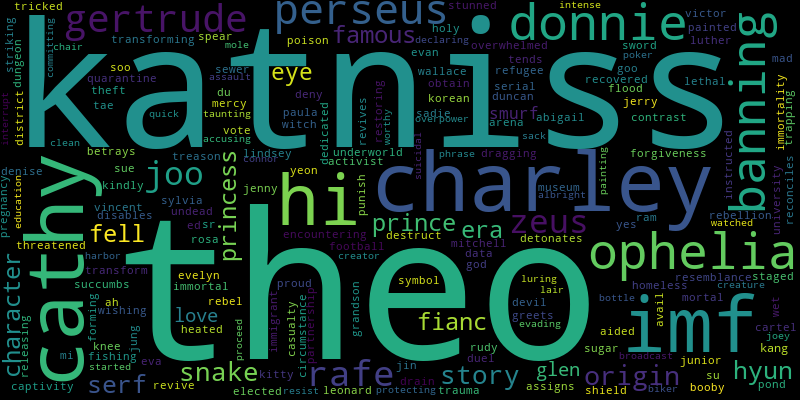 tricked
gertrude
perseus
stunned
intense
donnie
victor
painted
luther
holy
declaring
famous
transforming
spear
mole
poison
striking
dungeon
committing
chair
katniss
evan
overwhelmed
sword
poker
mad
banning
soo
sewer
eye
wallace
tends
refugee
recovered
goo
lethal
quarantine
assault
obtain
serial
flood
immortality
trapping
theft
du
deny
restoring
korean
duncan
jerry
interrupt
district
tae
mercy
paula
dedicated
revives
worthy
sadie
arena
smurf
abigail
contrast
quick
taunting
witch
overpower
sack
clean
vote
accusing
suicidal
phrase
dragging
forgiveness
betrays
treason
lindsey
connor
underworld
activist
painting
instructed
reconciles
denise
sue
joo
jenny
yeon
punish
charley
museum
albright
university
pregnancy
education
kindly
princess
hi
cathy
vincent
disables
sylvia
undead
ed
sr
rosa
encountering
football
creator
prince
era
zeus
yes
ram
rebellion
watched
threatened
fell
destruct
mitchell
data
god
detonates
ophelia
harbor
theo
transform
evelyn
immortal
symbol
luring
lair
homeless
resemblance
creature
staged
character
succumbs
rebel
proud
devil
greets
bottle
mortal
forming
ah
wishing
love
immigrant
casualty
circumstance
partnership
grandson
fianc
evading
imf
avail
wet
cartel
releasing
knee
jung
heated
proceed
aided
broadcast
joey
mi
fishing
started
eva
rudy
duel
sugar
kang
captivity
serf
revive
snake
kitty
rafe
jin
drain
story
glen
origin
junior
su
hyun
elected
resist
leonard
protecting
trauma
assigns
shield
biker
booby
pond